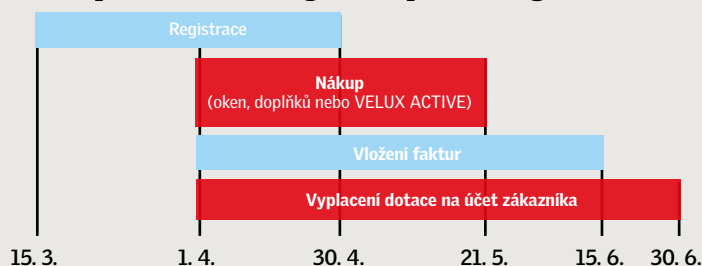 Registrace
Nákup
(oken, doplňků nebo VELUX ACTIVE)
Vložení faktur
Vyplacení dotace na účet zákazníka
15. 3. 1. 4. 30. 4. 21. 5. 15. 6. 30. 6.